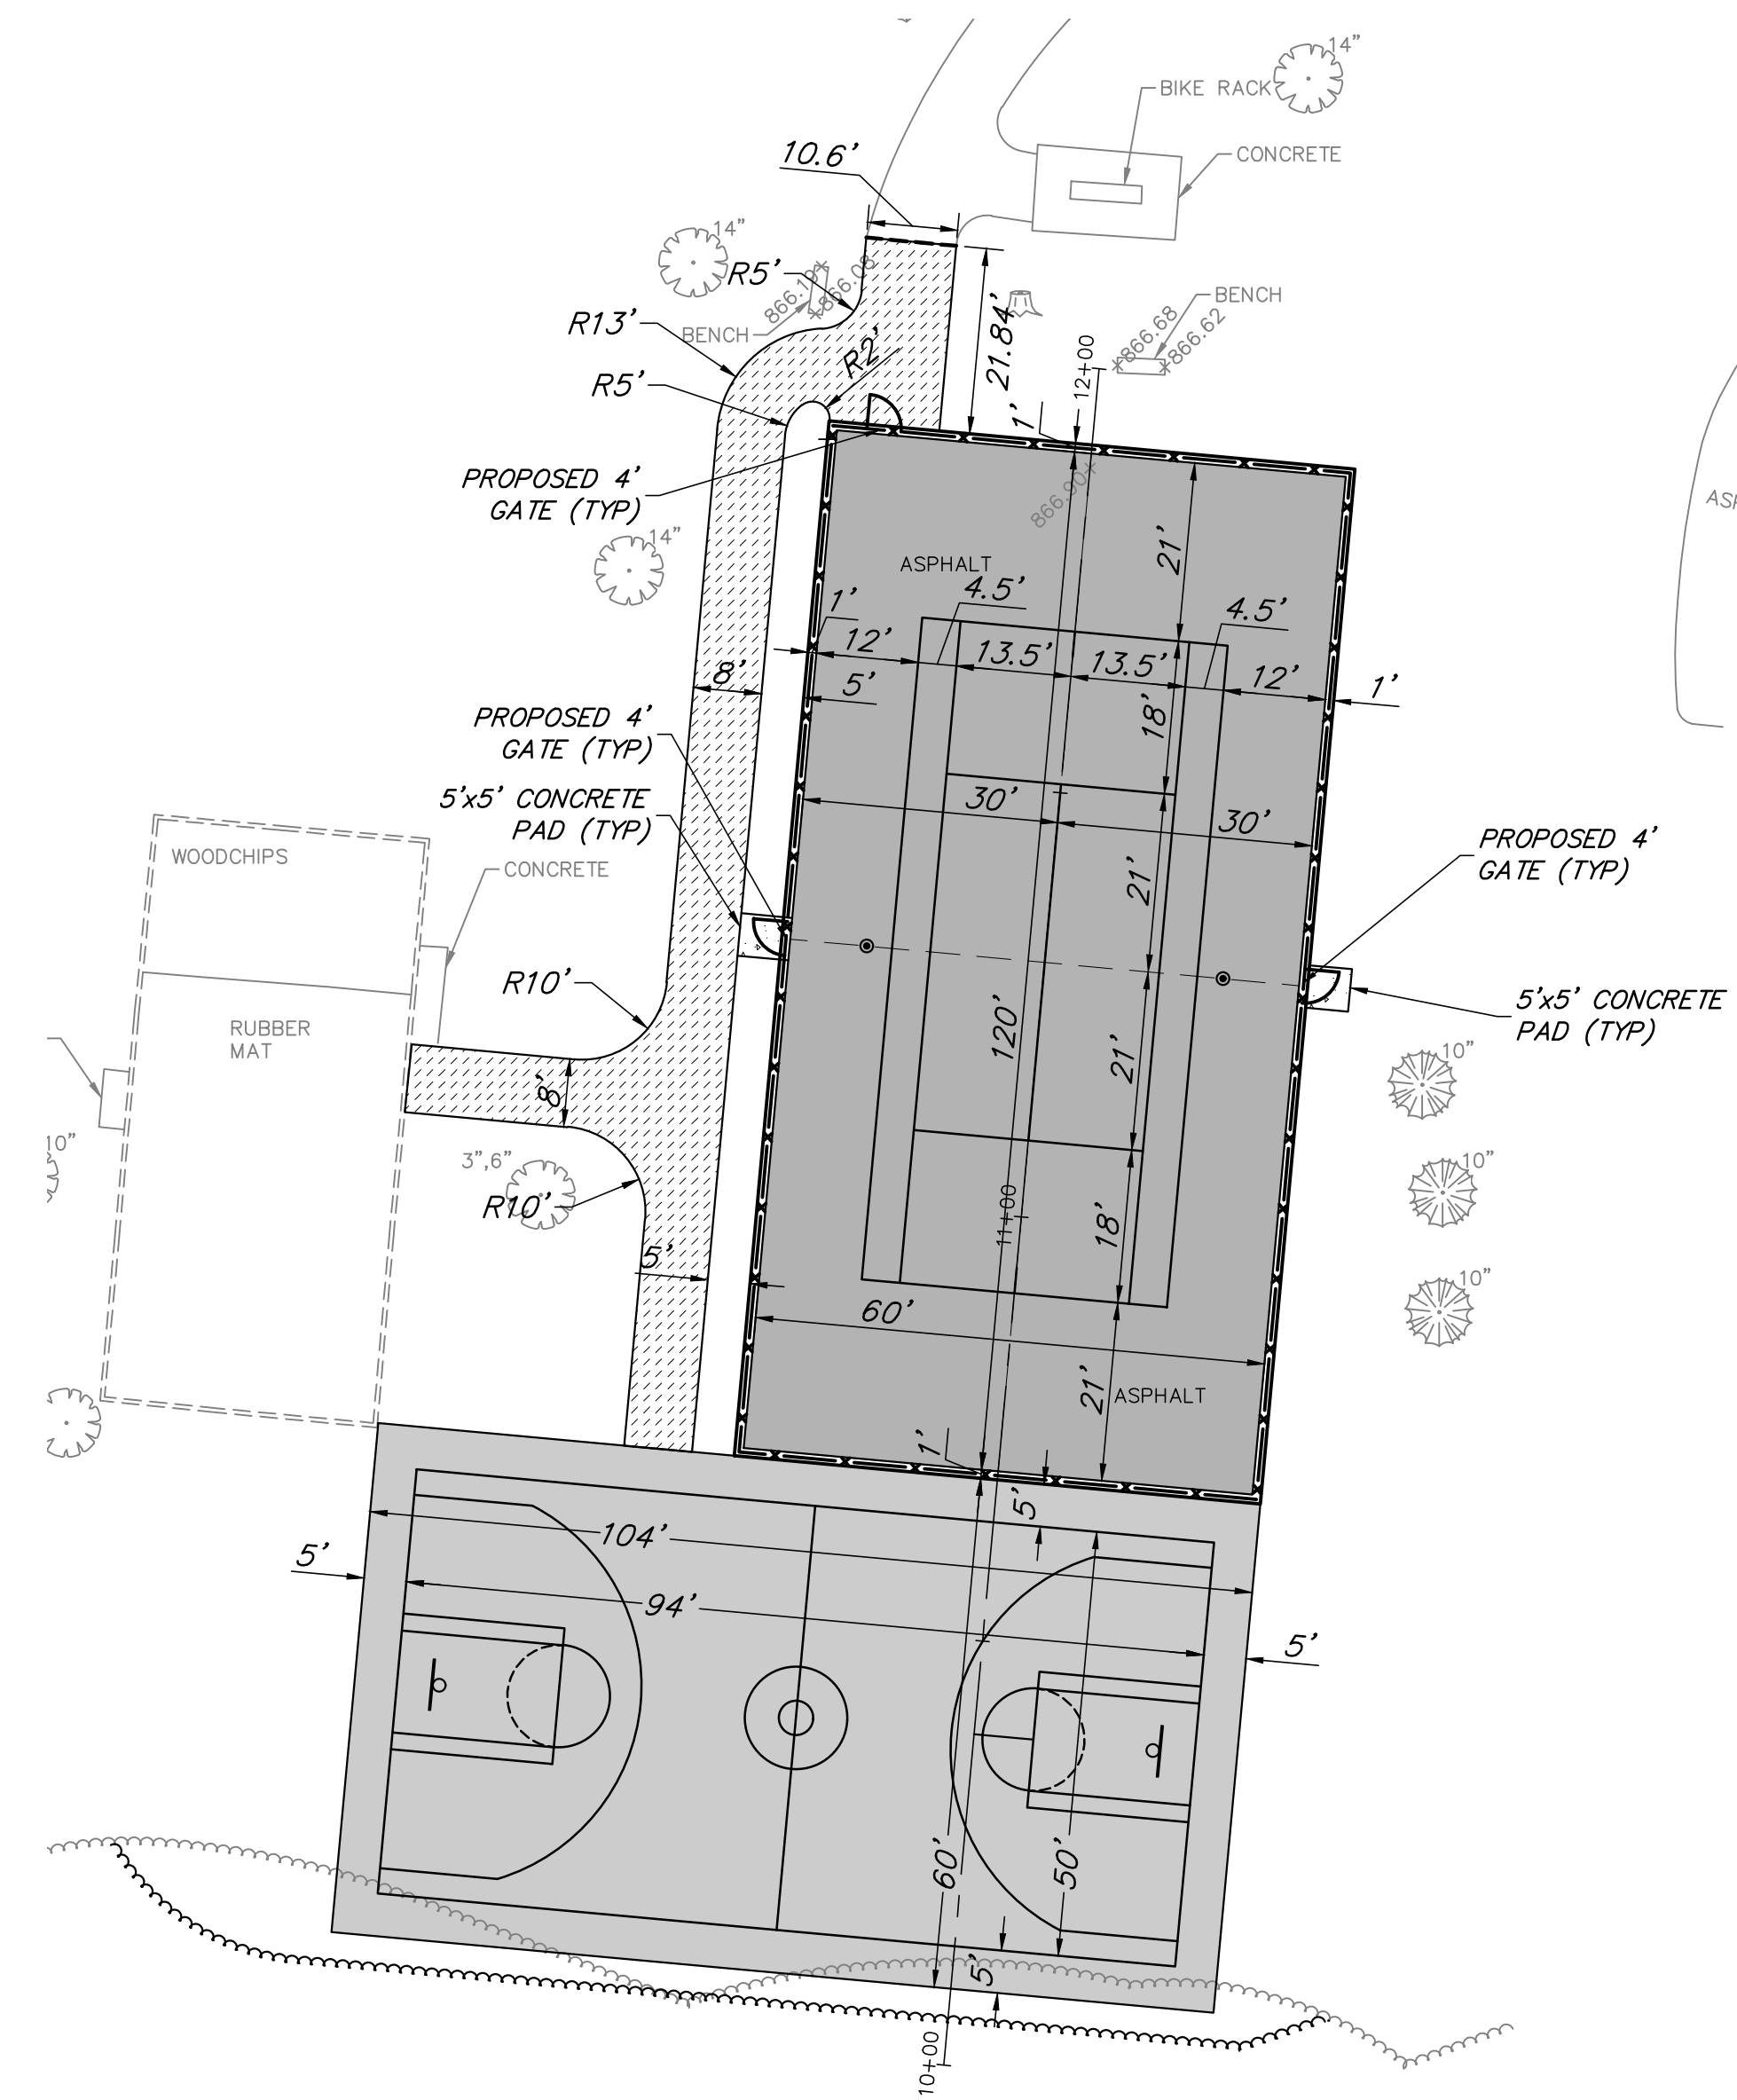 14"
BIKE RACK
CONCRETE
10.6'
14"
R5'
866.19
866.08
BENCH
R13'
R2'
R5'
21.84'
12+00
1'
BENCH
866.68
866.62
PROPOSED 4'
GATE (TYP)
866.90
14"
ASPHALT
21'
4.5'
4.5'
1'
12'
13.5'
13.5'
12'
1'
8'
5'
18'
PROPOSED 4'
GATE (TYP)
5'x5' CONCRETE
PAD (TYP)
30'
30'
PROPOSED 4'
GATE (TYP)
WOODCHIPS
CONCRETE
21'
R10'
5'x5' CONCRETE
PAD (TYP)
RUBBER
MAT
120'
21'
8'
10"
10"
3",6"
10"
R10'
11+00
18'
5'
10"
60'
21'
ASPHALT
1'
5'
104'
5'
94'
5'
60'
50'
5'
10+00